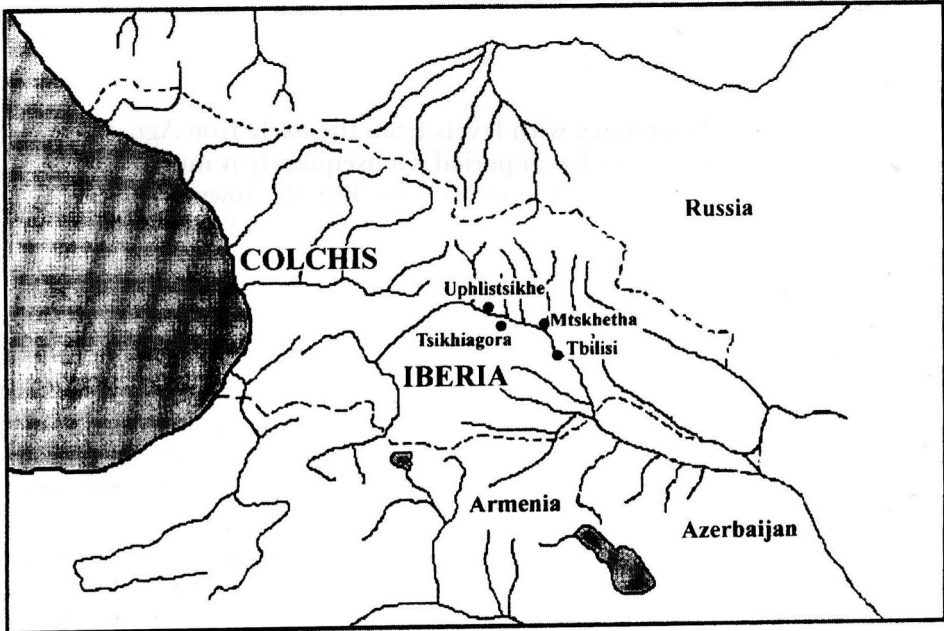 Russia
COLCHIS
Uphlistsikhe
Mtskhetha
Tsikhiagora
Tbilisi
IBERIA
Armenia
Azerbaijan